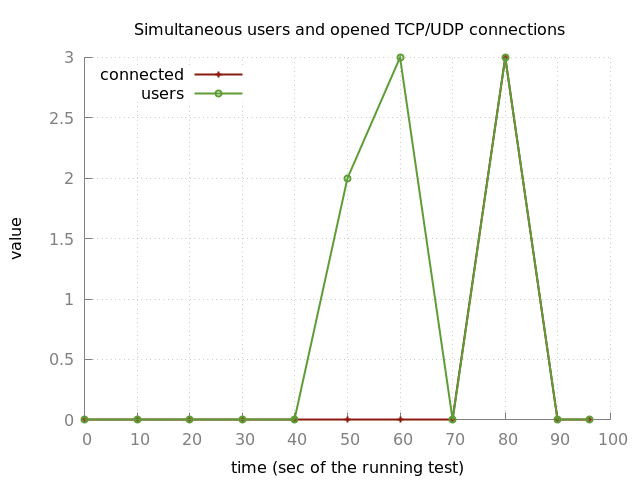 Simultaneous users and opened TCP/UDP connections
connected
users
3
2.5
2
1.5
1
0.5
0
value
0 10 20 30 40 50 60 70 80 90 100
time (sec of the running test)